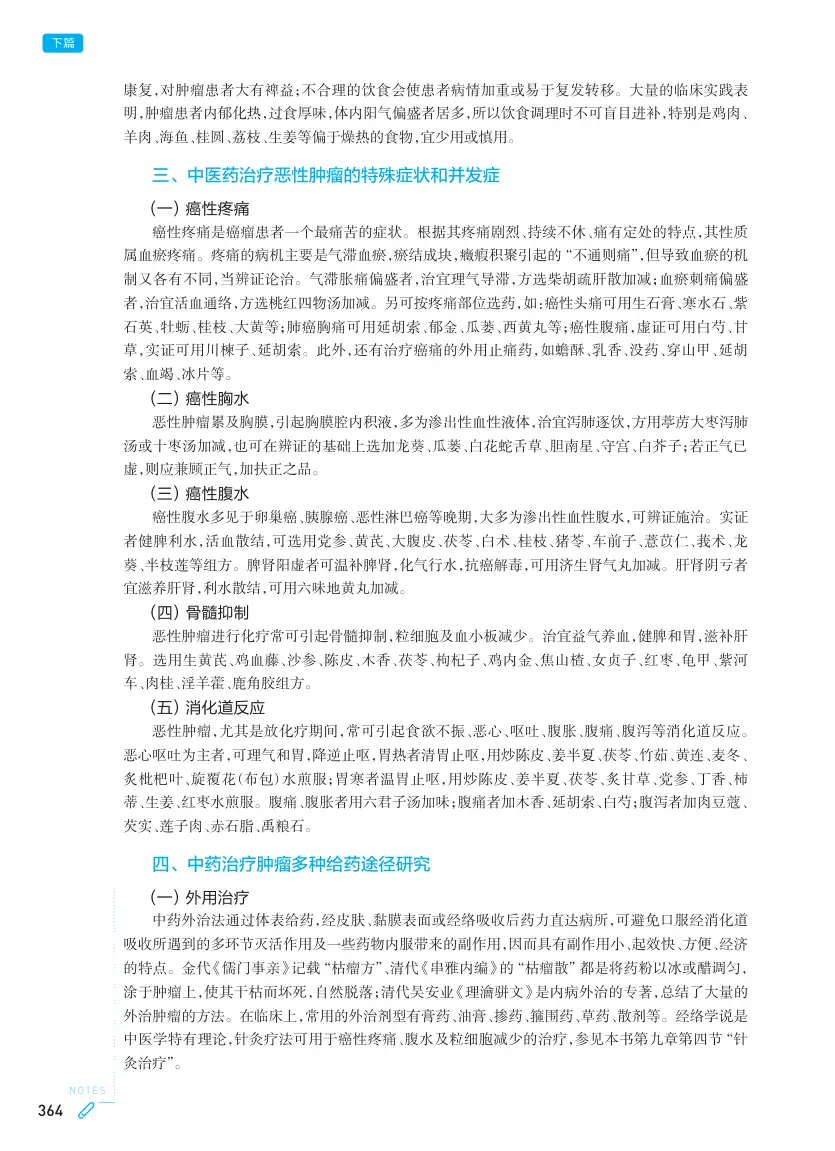 下篇
康复,对肿瘤患者大有裨益;不合理的饮食会使患者病情加重或易于复发转移。大量的临床实践表
明,肿瘤患者内郁化热,过食厚味,体内阳气偏盛者居多,所以饮食调理时不可盲目进补,特别是鸡肉、
羊肉、海鱼、桂圆、荔枝、生姜等偏于燥热的食物,宜少用或慎用。
三、中医药治疗恶性肿瘤的特殊症状和并发症
(一)癌性疼痛
癌性疼痛是癌瘤患者一个最痛苦的症状。根据其疼痛剧烈、持续不休、痛有定处的特点,其性质
属血瘀疼痛。疼痛的病机主要是气滞血瘀,瘀结成块,癥瘕积聚引起的“不通则痛”,但导致血瘀的机
制又各有不同,当辨证论治。气滞胀痛偏盛者,治宜理气导滞,方选柴胡疏肝散加减;血瘀刺痛偏盛
者,治宜活血通络,方选桃红四物汤加减。另可按疼痛部位选药,如:癌性头痛可用生石膏、寒水石、紫
石英、牡蛎、桂枝、大黄等;肺癌胸痛可用延胡索、郁金、瓜蒌、西黄丸等;癌性腹痛,虚证可用白芍、甘
草,实证可用川楝子、延胡索。此外,还有治疗癌痛的外用止痛药,如蟾酥、乳香、没药、穿山甲、延胡
索、血竭、冰片等。
(二)癌性胸水
恶性肿瘤累及胸膜,引起胸膜腔内积液,多为渗出性血性液体,治宜泻肺逐饮,方用葶苈大枣泻肺
汤或十枣汤加减,也可在辨证的基础上选加龙葵、瓜蒌、白花蛇舌草、胆南星、守宫、白芥子;若正气已
虚,则应兼顾正气,加扶正之品。
(三)癌性腹水
癌性腹水多见于卵巢癌、胰腺癌、恶性淋巴癌等晚期,大多为渗出性血性腹水,可辨证施治。实证
者健脾利水,活血散结,可选用党参、黄芪、大腹皮、茯苓、白术、桂枝、猪苓、车前子、薏苡仁、莪术、龙
葵、半枝莲等组方。脾肾阳虚者可温补脾肾,化气行水,抗癌解毒,可用济生肾气丸加减。肝肾阴亏者
宜滋养肝肾,利水散结,可用六味地黄丸加减。
(四)骨髓抑制
恶性肿瘤进行化疗常可引起骨髓抑制,粒细胞及血小板减少。治宜益气养血,健脾和胃,滋补肝
肾。选用生黄芪、鸡血藤、沙参、陈皮、木香、茯苓、枸杞子、鸡内金、焦山楂、女贞子、红枣、龟甲、紫河
车、肉桂、淫羊藿、鹿角胶组方。
(五)消化道反应
恶性肿瘤,尤其是放化疗期间,常可引起食欲不振、恶心、呕吐、腹胀、腹痛、腹泻等消化道反应。
恶心呕吐为主者,可理气和胃,降逆止呕,胃热者清胃止呕,用炒陈皮、姜半夏、茯苓、竹茹、黄连、麦冬、
炙枇杷叶、旋覆花(布包)水煎服;胃寒者温胃止呕,用炒陈皮、姜半夏、茯苓、炙甘草、党参、丁香、柿
蒂、生姜、红枣水煎服。腹痛、腹胀者用六君子汤加味;腹痛者加木香、延胡索、白芍;腹泻者加肉豆蔻、
芡实、莲子肉、赤石脂、禹粮石。
四、中药治疗肿瘤多种给药途径研究
(一)外用治疗
中药外治法通过体表给药,经皮肤、黏膜表面或经络吸收后药力直达病所,可避免口服经消化道
吸收所遇到的多环节灭活作用及一些药物内服带来的副作用,因而具有副作用小、起效快、方便、经济
的特点。金代《儒门事亲》记载“枯瘤方”、清代《串雅内编》的“枯瘤散”都是将药粉以冰或醋调匀,
涂于肿瘤上,使其干枯而坏死,自然脱落;清代吴安业《理瀹骈文》是内病外治的专著,总结了大量的
外治肿瘤的方法。在临床上,常用的外治剂型有膏药、油膏、掺药、箍围药、草药、散剂等。经络学说是
中医学特有理论,针灸疗法可用于癌性疼痛、腹水及粒细胞减少的治疗,参见本书第九章第四节“针
灸治疗”。
NOTES
364